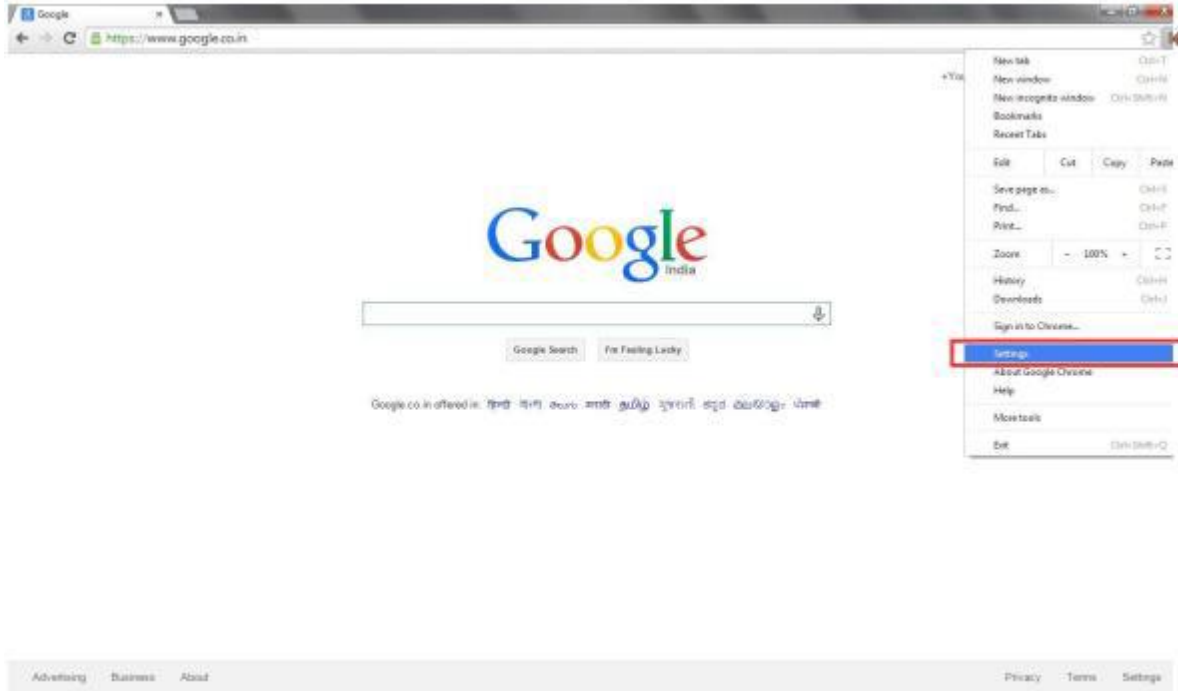 Google
https://www.google.co.in
+You
New tab Ctrl+T
New window Ctrl+N
New incognito window Ctrl+Shift+N
Bookmarks
Recent Tabs
Edit Cut Copy Paste
Save page as... Ctrl+S
Find... Ctrl+F
Print... Ctrl+P
Zoom - 100% +
History Ctrl+H
Downloads Ctrl+J
Sign in to Chrome...
Settings
About Google Chrome
Help
More tools
Exit Ctrl+Shift+Q
Google
India
Google Search I'm Feeling Lucky
Google.co.in offered in: हिन्दी বাংলা తెలుగు मराठी தமிழ் ગુજરાતી ಕನ್ನಡ മലയാളം ਪੰਜਾਬੀ
Advertising Business About Privacy Terms Settings